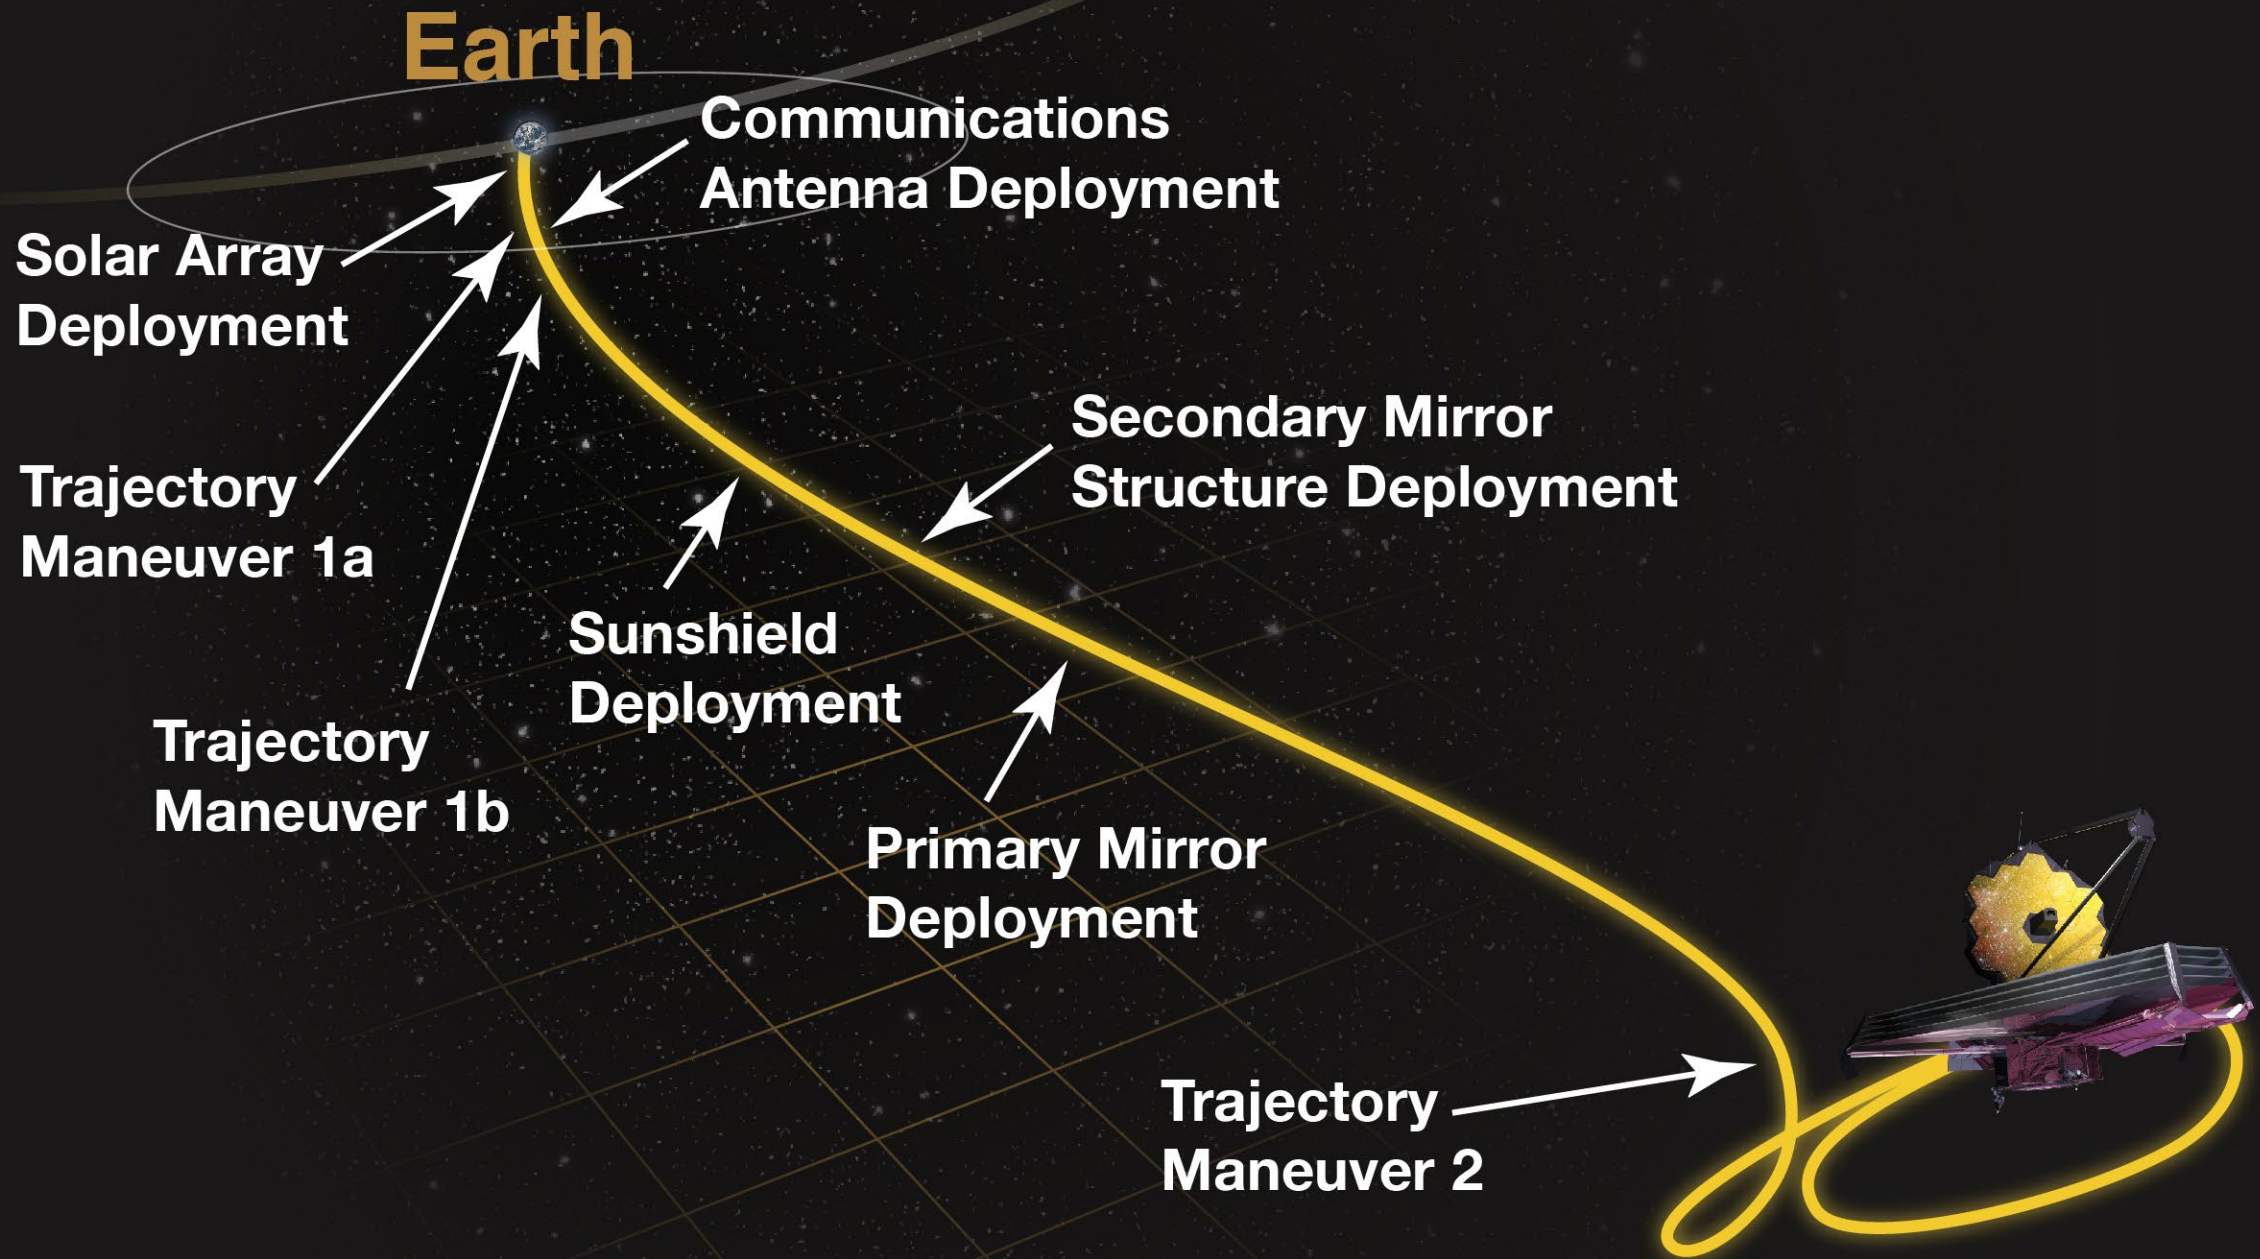 Earth
Communications
Antenna Deployment
Solar Array
Deployment
Trajectory
Maneuver 1a
Trajectory
Maneuver 1b
Secondary Mirror
Structure Deployment
Sunshield
Deployment
Primary Mirror
Deployment
Trajectory
Maneuver 2